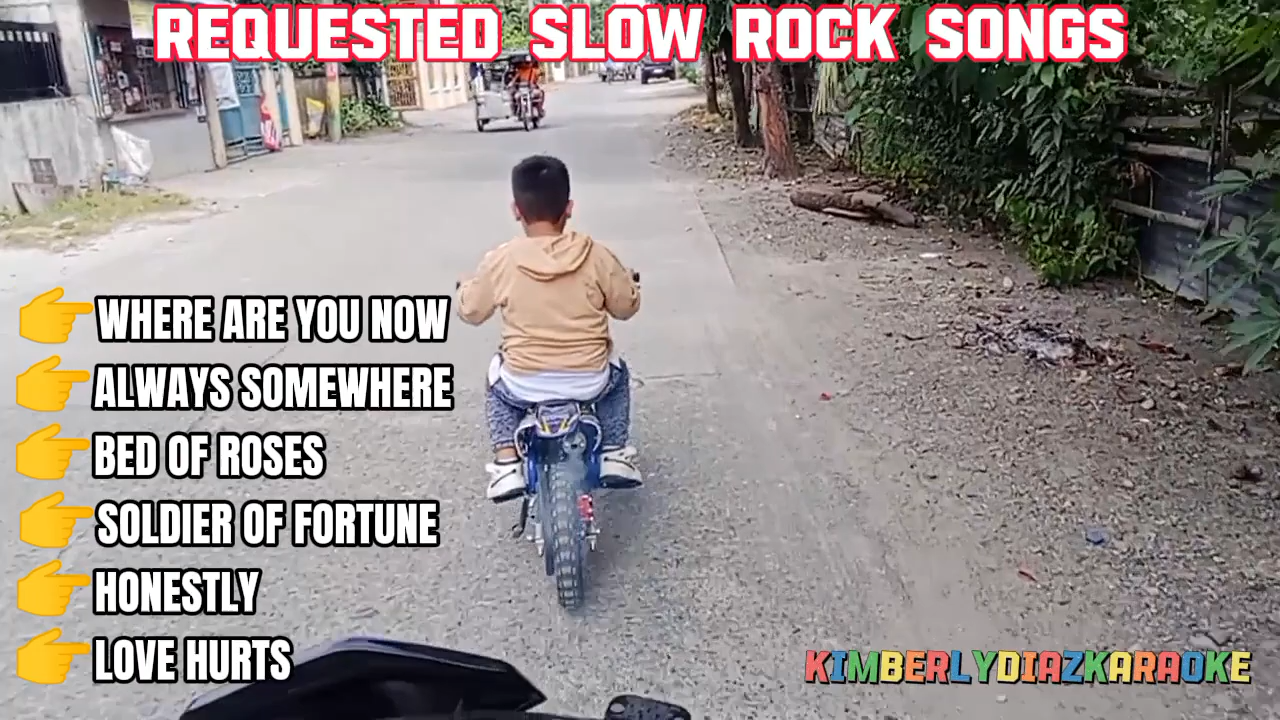 REQUESTED SLOW ROCK SONGS
WHERE ARE YOU NOW
ALWAYS SOMEWHERE
BED OF ROSES
SOLDIER OF FORTUNE
HONESTLY
LOVE HURTS
KIMBERLYDIAZKARAOKE